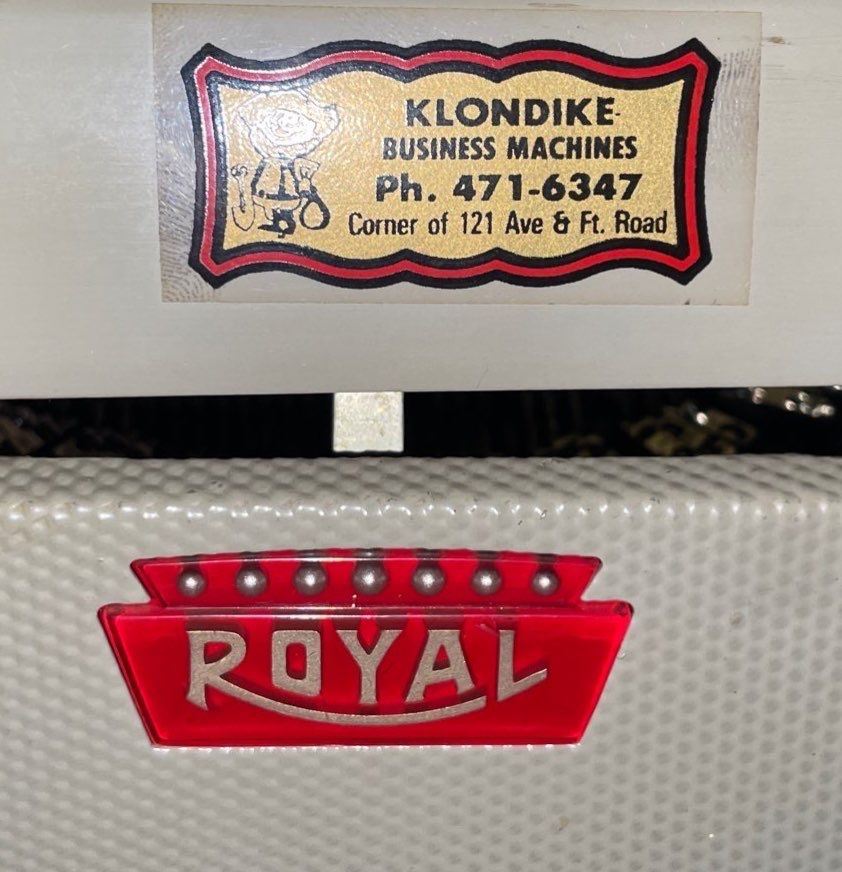 KLONDIKE
BUSINESS MACHINES
Ph. 471-6347
Corner of 121 Ave & Ft. Road
ROYAL